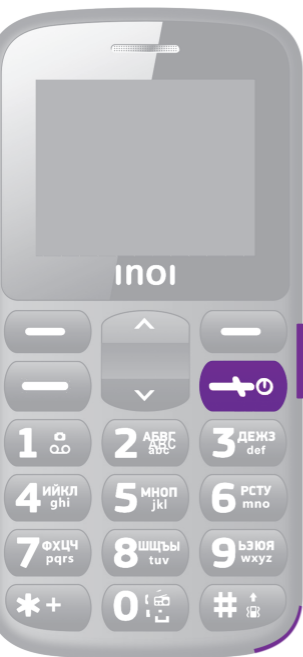 INOI
1
2 АБВГ
ABC
abc
3 ДЕЖЗ
def
4 ИЙКЛ
ghi
5 МНОП
jkl
6 РСТУ
mno
7 ФХЦЧ
pqrs
8 ШЩЪЫ
tuv
9 ЬЭЮЯ
wxyz
* +
0
#